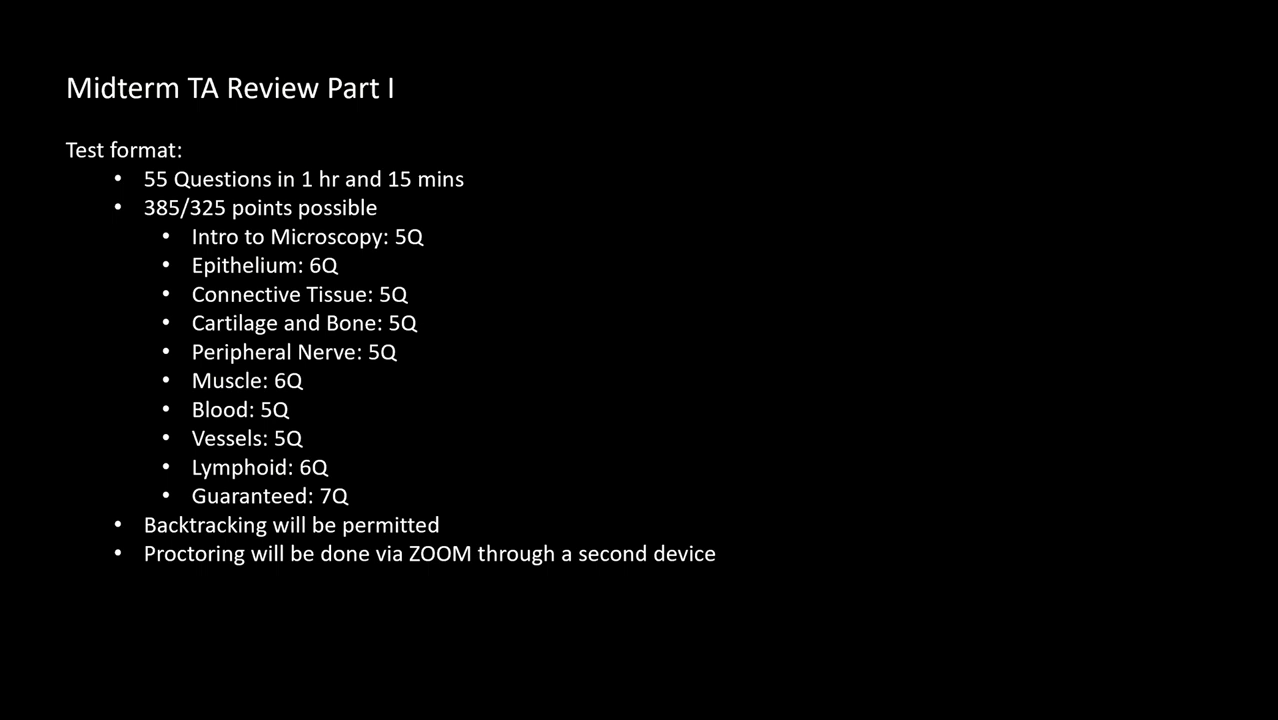 Midterm TA Review Part I
Test format:
• 55 Questions in 1 hr and 15 mins
• 385/325 points possible
• Intro to Microscopy: 5Q
• Epithelium: 6Q
• Connective Tissue: 5Q
• Cartilage and Bone: 5Q
• Peripheral Nerve: 5Q
• Muscle: 6Q
• Blood: 5Q
• Vessels: 5Q
• Lymphoid: 6Q
• Guaranteed: 7Q
• Backtracking will be permitted
• Proctoring will be done via ZOOM through a second device